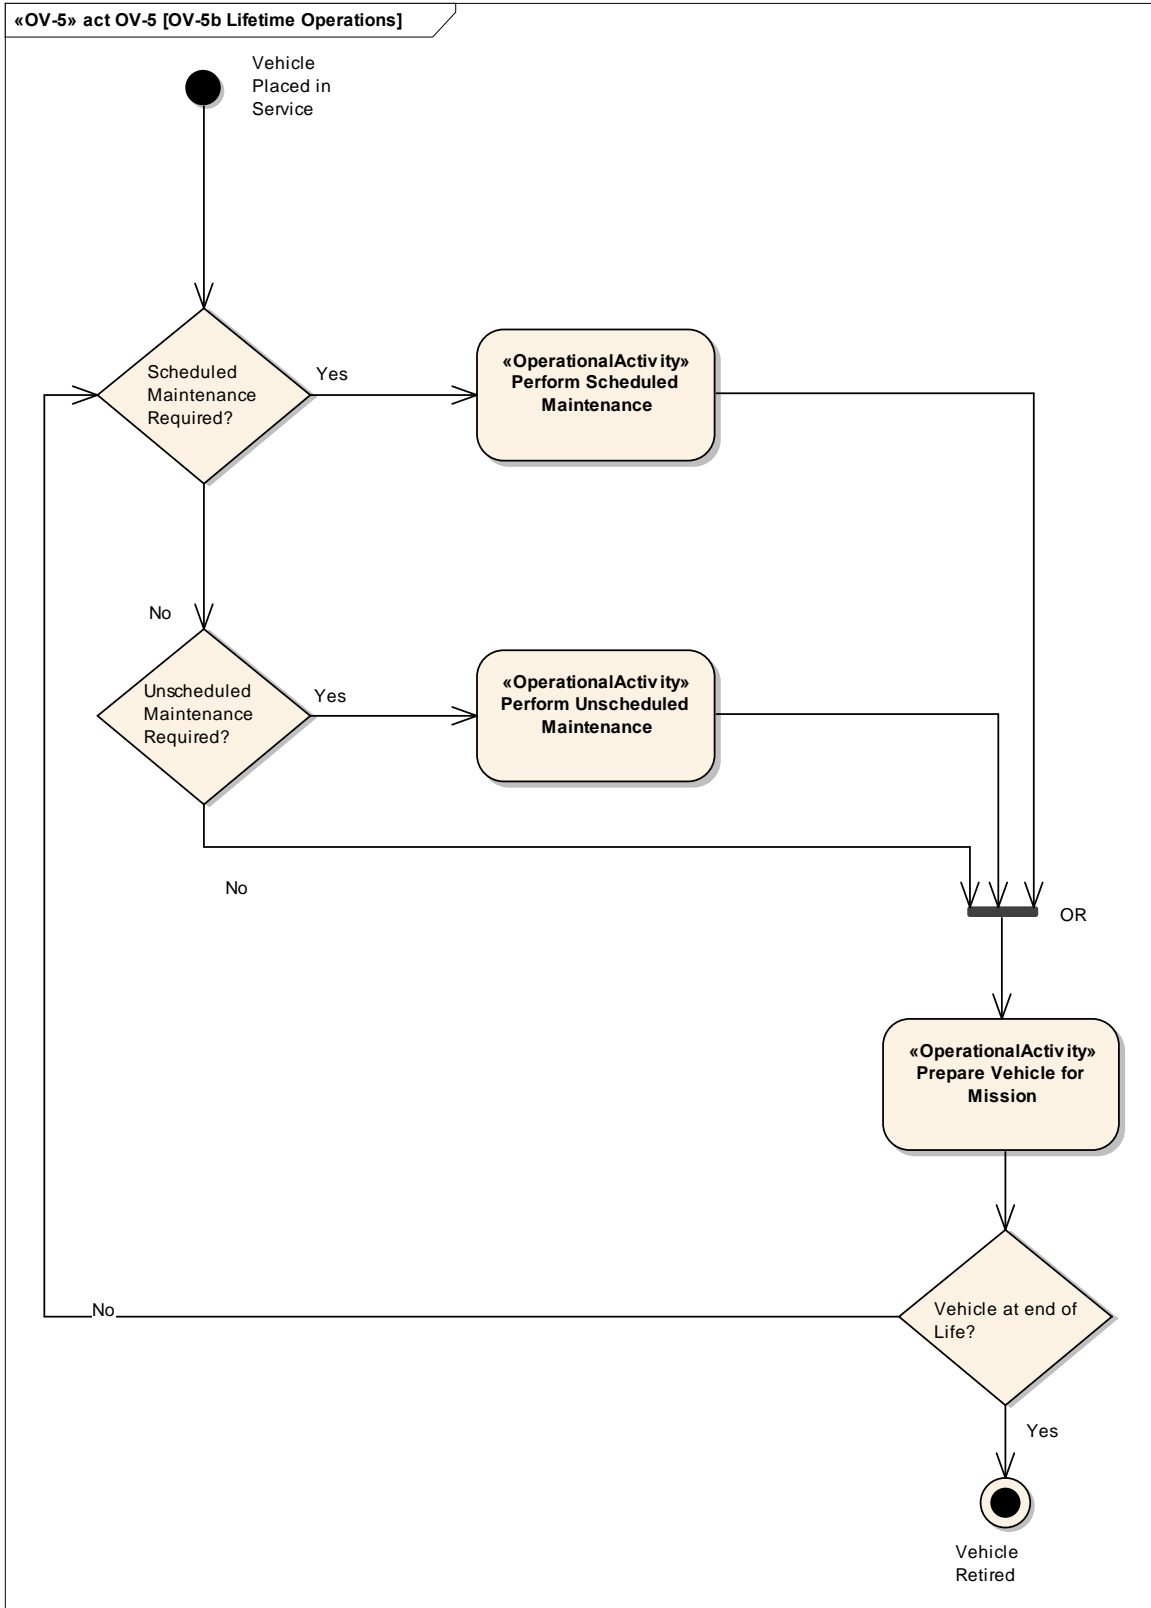 «OV-5» act OV-5 [OV-5b Lifetime Operations]
Vehicle
Placed in
Service
Scheduled
Maintenance
Required?
Yes
«OperationalActivity»
Perform Scheduled
Maintenance
No
Unscheduled
Maintenance
Required?
Yes
«OperationalActivity»
Perform Unscheduled
Maintenance
No
OR
«OperationalActivity»
Prepare Vehicle for
Mission
Vehicle at end of
Life?
No
Yes
Vehicle
Retired